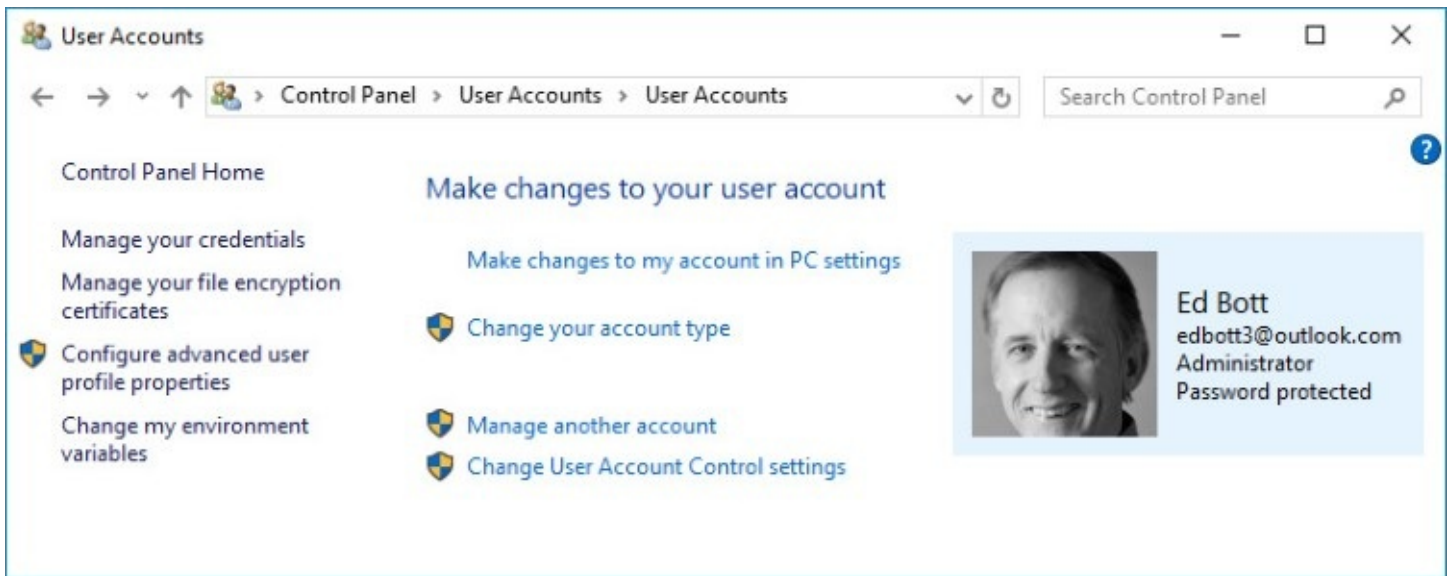 User Accounts
Control Panel > User Accounts > User Accounts
Search Control Panel
?
Control Panel Home
Manage your credentials
Manage your file encryption
certificates
Configure advanced user
profile properties
Change my environment
variables
Make changes to your user account
Make changes to my account in PC settings
Change your account type
Manage another account
Change User Account Control settings
Ed Bott
edbott3@outlook.com
Administrator
Password protected